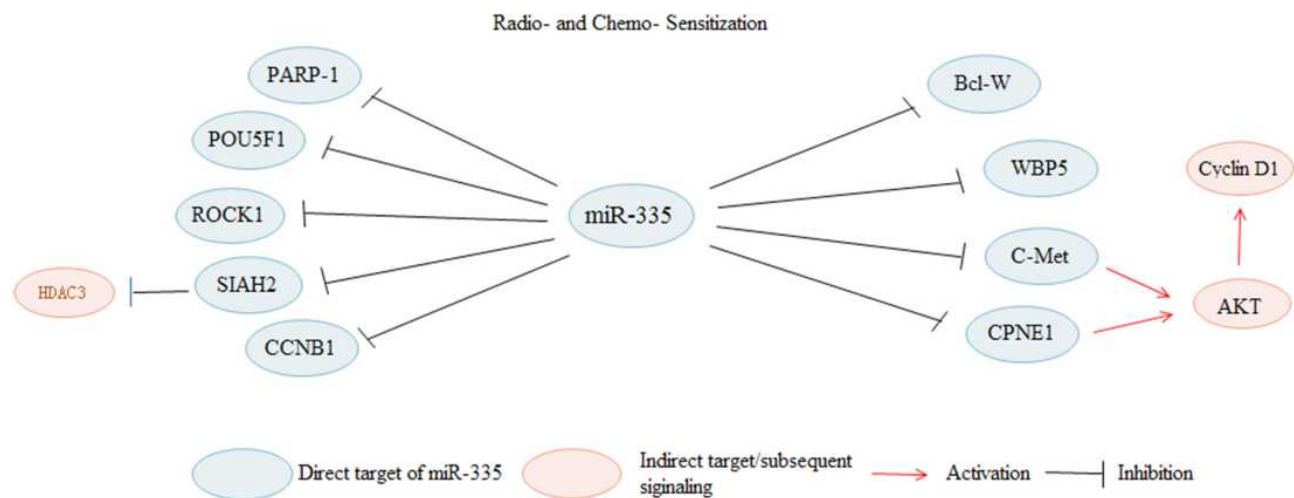 Radio- and Chemo- Sensitization
PARP-1
POU5F1
ROCK1
SIAH2
HDAC3
CCNB1
miR-335
Bcl-W
WBP5
C-Met
CPNE1
Cyclin D1
AKT
Direct target of miR-335
Indirect target/subsequent
siginaling
Activation
Inhibition